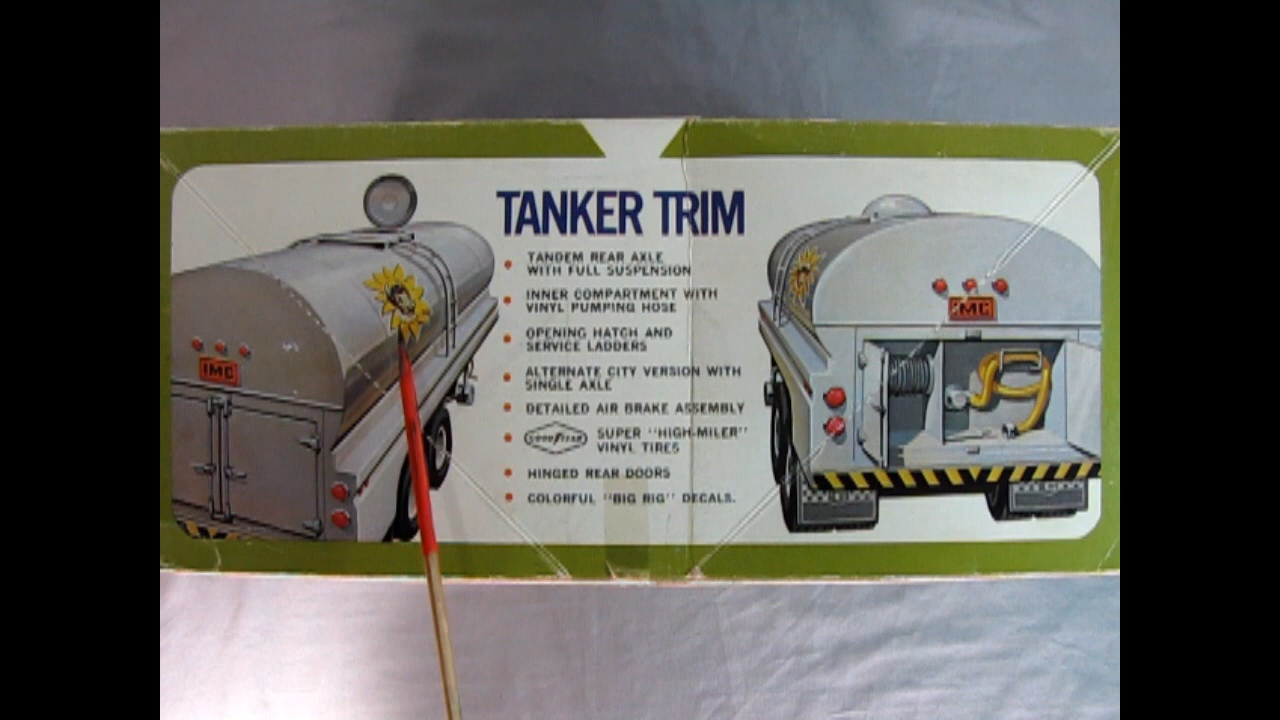 TANKER TRIM
TANDEM REAR AXLE
WITH FULL SUSPENSION
INNER COMPARTMENT WITH
VINYL PUMPING HOSE
OPENING HATCH AND
SERVICE LADDERS
ALTERNATE CITY VERSION WITH
SINGLE AXLE
DETAILED AIR BRAKE ASSEMBLY
GOODYEAR SUPER "HIGH-MILER"
VINYL TIRES
HINGED REAR DOORS
COLORFUL "BIG RIG" DECALS.
IMC
IMC